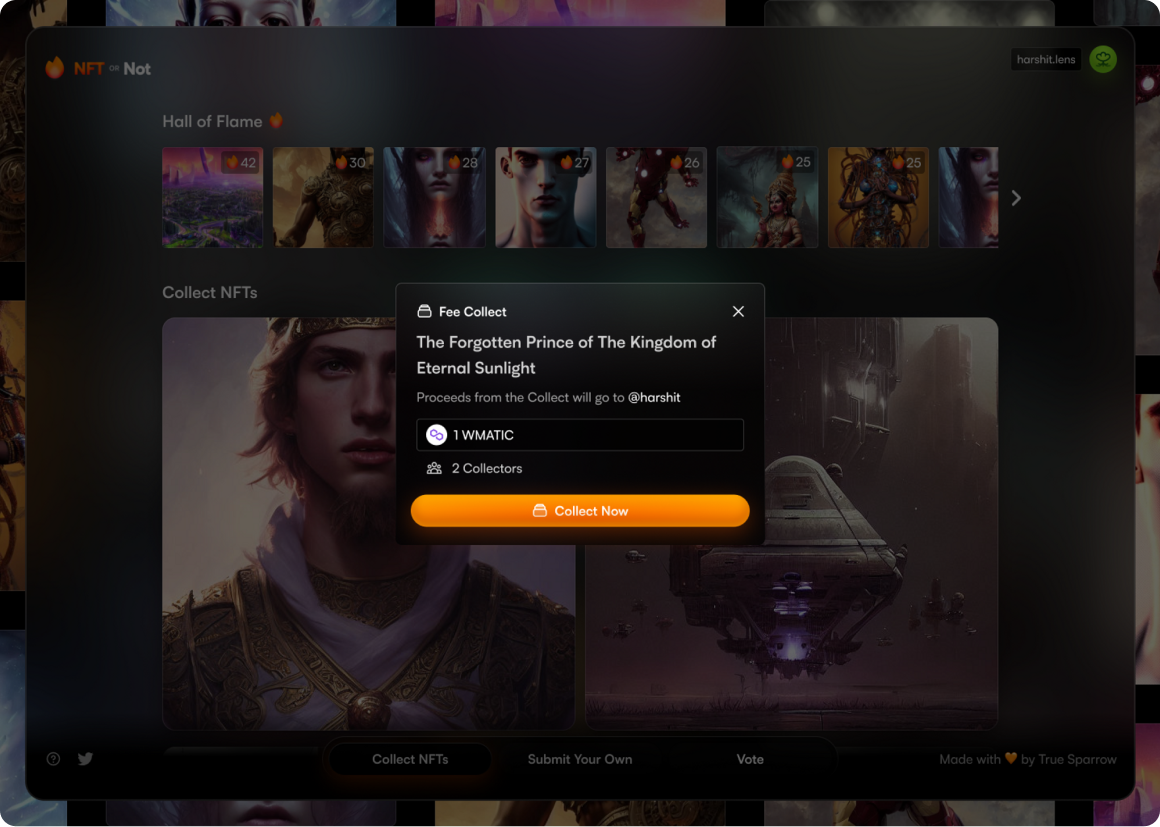 NFT OR Not
harshit.lens
Hall of Flame
42
30
28
27
26
25
25
Collect NFTs
Fee Collect
The Forgotten Prince of The Kingdom of
Eternal Sunlight
Proceeds from the Collect will go to @harshit
1 WMATIC
2 Collectors
Collect Now
Collect NFTs
Submit Your Own
Vote
Made with 🧡 by True Sparrow